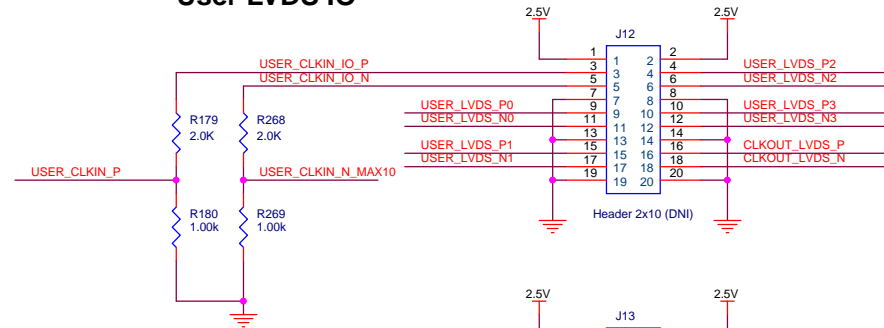 User LVDS IO
2.5V 2.5V
J12
1 1 2 2
USER_CLKIN_IO_P 3 3 4 4 USER_LVDS_P2
USER_CLKIN_IO_N 5 5 6 6 USER_LVDS_N2
7 7 8 8
USER_LVDS_P0 9 9 10 10 USER_LVDS_P3
USER_LVDS_N0 11 11 12 12 USER_LVDS_N3
13 13 14 14
USER_LVDS_P1 15 15 16 16 CLKOUT_LVDS_P
USER_LVDS_N1 17 17 18 18 CLKOUT_LVDS_N
19 19 20 20
Header 2x10 (DNI)
R179 R268
2.0K 2.0K
USER_CLKIN_P USER_CLKIN_N_MAX10
R180 R269
1.00k 1.00k
2.5V 2.5V
J13